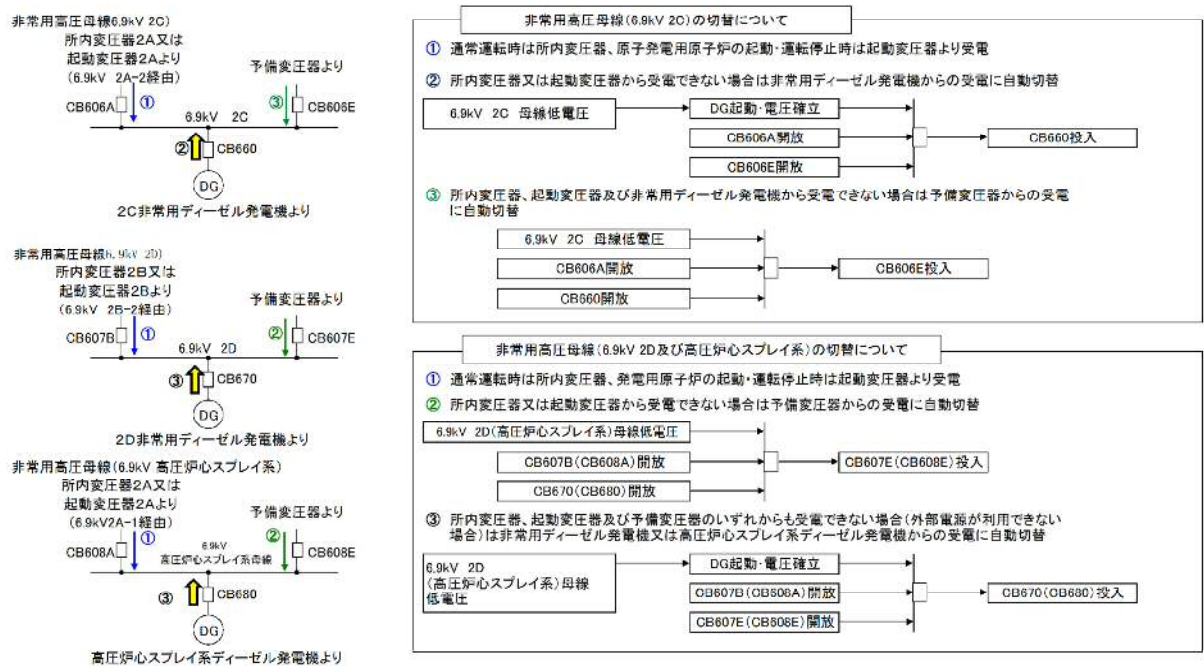 非常用高圧母線6.9kV 2C)
所内変圧器2A又は
起動変圧器2Aより
(6.9kV 2A-2経由)
予備変圧器より
CB606A
①
③
CB606E
6.9kV 2C
②
CB660
DG
2C非常用ディーゼル発電機より
非常用高圧母線6.9kV 2D)
所内変圧器2B又は
起動変圧器2Bより
(6.9kV 2B-2経由)
予備変圧器より
CB607B
①
②
CB607E
6.9kV 2D
③
CB670
DG
2D非常用ディーゼル発電機より
非常用高圧母線(6.9kV 高圧炉心スプレイ系)
所内変圧器2A又は
起動変圧器2Aより
(6.9kV2A-1経由)
予備変圧器より
CB608A
①
6.9kV
高圧炉心スプレイ系母線
②
CB608E
③
CB680
DG
高圧炉心スプレイ系ディーゼル発電機より
非常用高圧母線(6.9kV 2C)の切替について
① 通常運転時は所内変圧器、原子発電用原子炉の起動・運転停止時は起動変圧器より受電
② 所内変圧器又は起動変圧器から受電できない場合は非常用ディーゼル発電機からの受電に自動切替
6.9kV 2C 母線低電圧
DG起動・電圧確立
CB606A開放
CB660投入
CB606E開放
③ 所内変圧器、起動変圧器及び非常用ディーゼル発電機から受電できない場合は予備変圧器からの受電
に自動切替
6.9kV 2C 母線低電圧
CB606A開放
CB606E投入
CB660開放
非常用高圧母線(6.9kV 2D及び高圧炉心スプレイ系)の切替について
① 通常運転時は所内変圧器、発電用原子炉の起動・運転停止時は起動変圧器より受電
② 所内変圧器又は起動変圧器から受電できない場合は予備変圧器からの受電に自動切替
6.9kV 2D(高圧炉心スプレイ系)母線低電圧
CB607B(CB608A)開放
CB607E(CB608E)投入
CB670(CB680)開放
③ 所内変圧器、起動変圧器及び予備変圧器のいずれからも受電できない場合(外部電源が利用できない
場合)は非常用ディーゼル発電機又は高圧炉心スプレイ系ディーゼル発電機からの受電に自動切替
6.9kV 2D
(高圧炉心スプレイ系)母線
低電圧
DG起動・電圧確立
CB607B(CB608A)開放
CB670(CB680)投入
CB607E(CB608E)開放